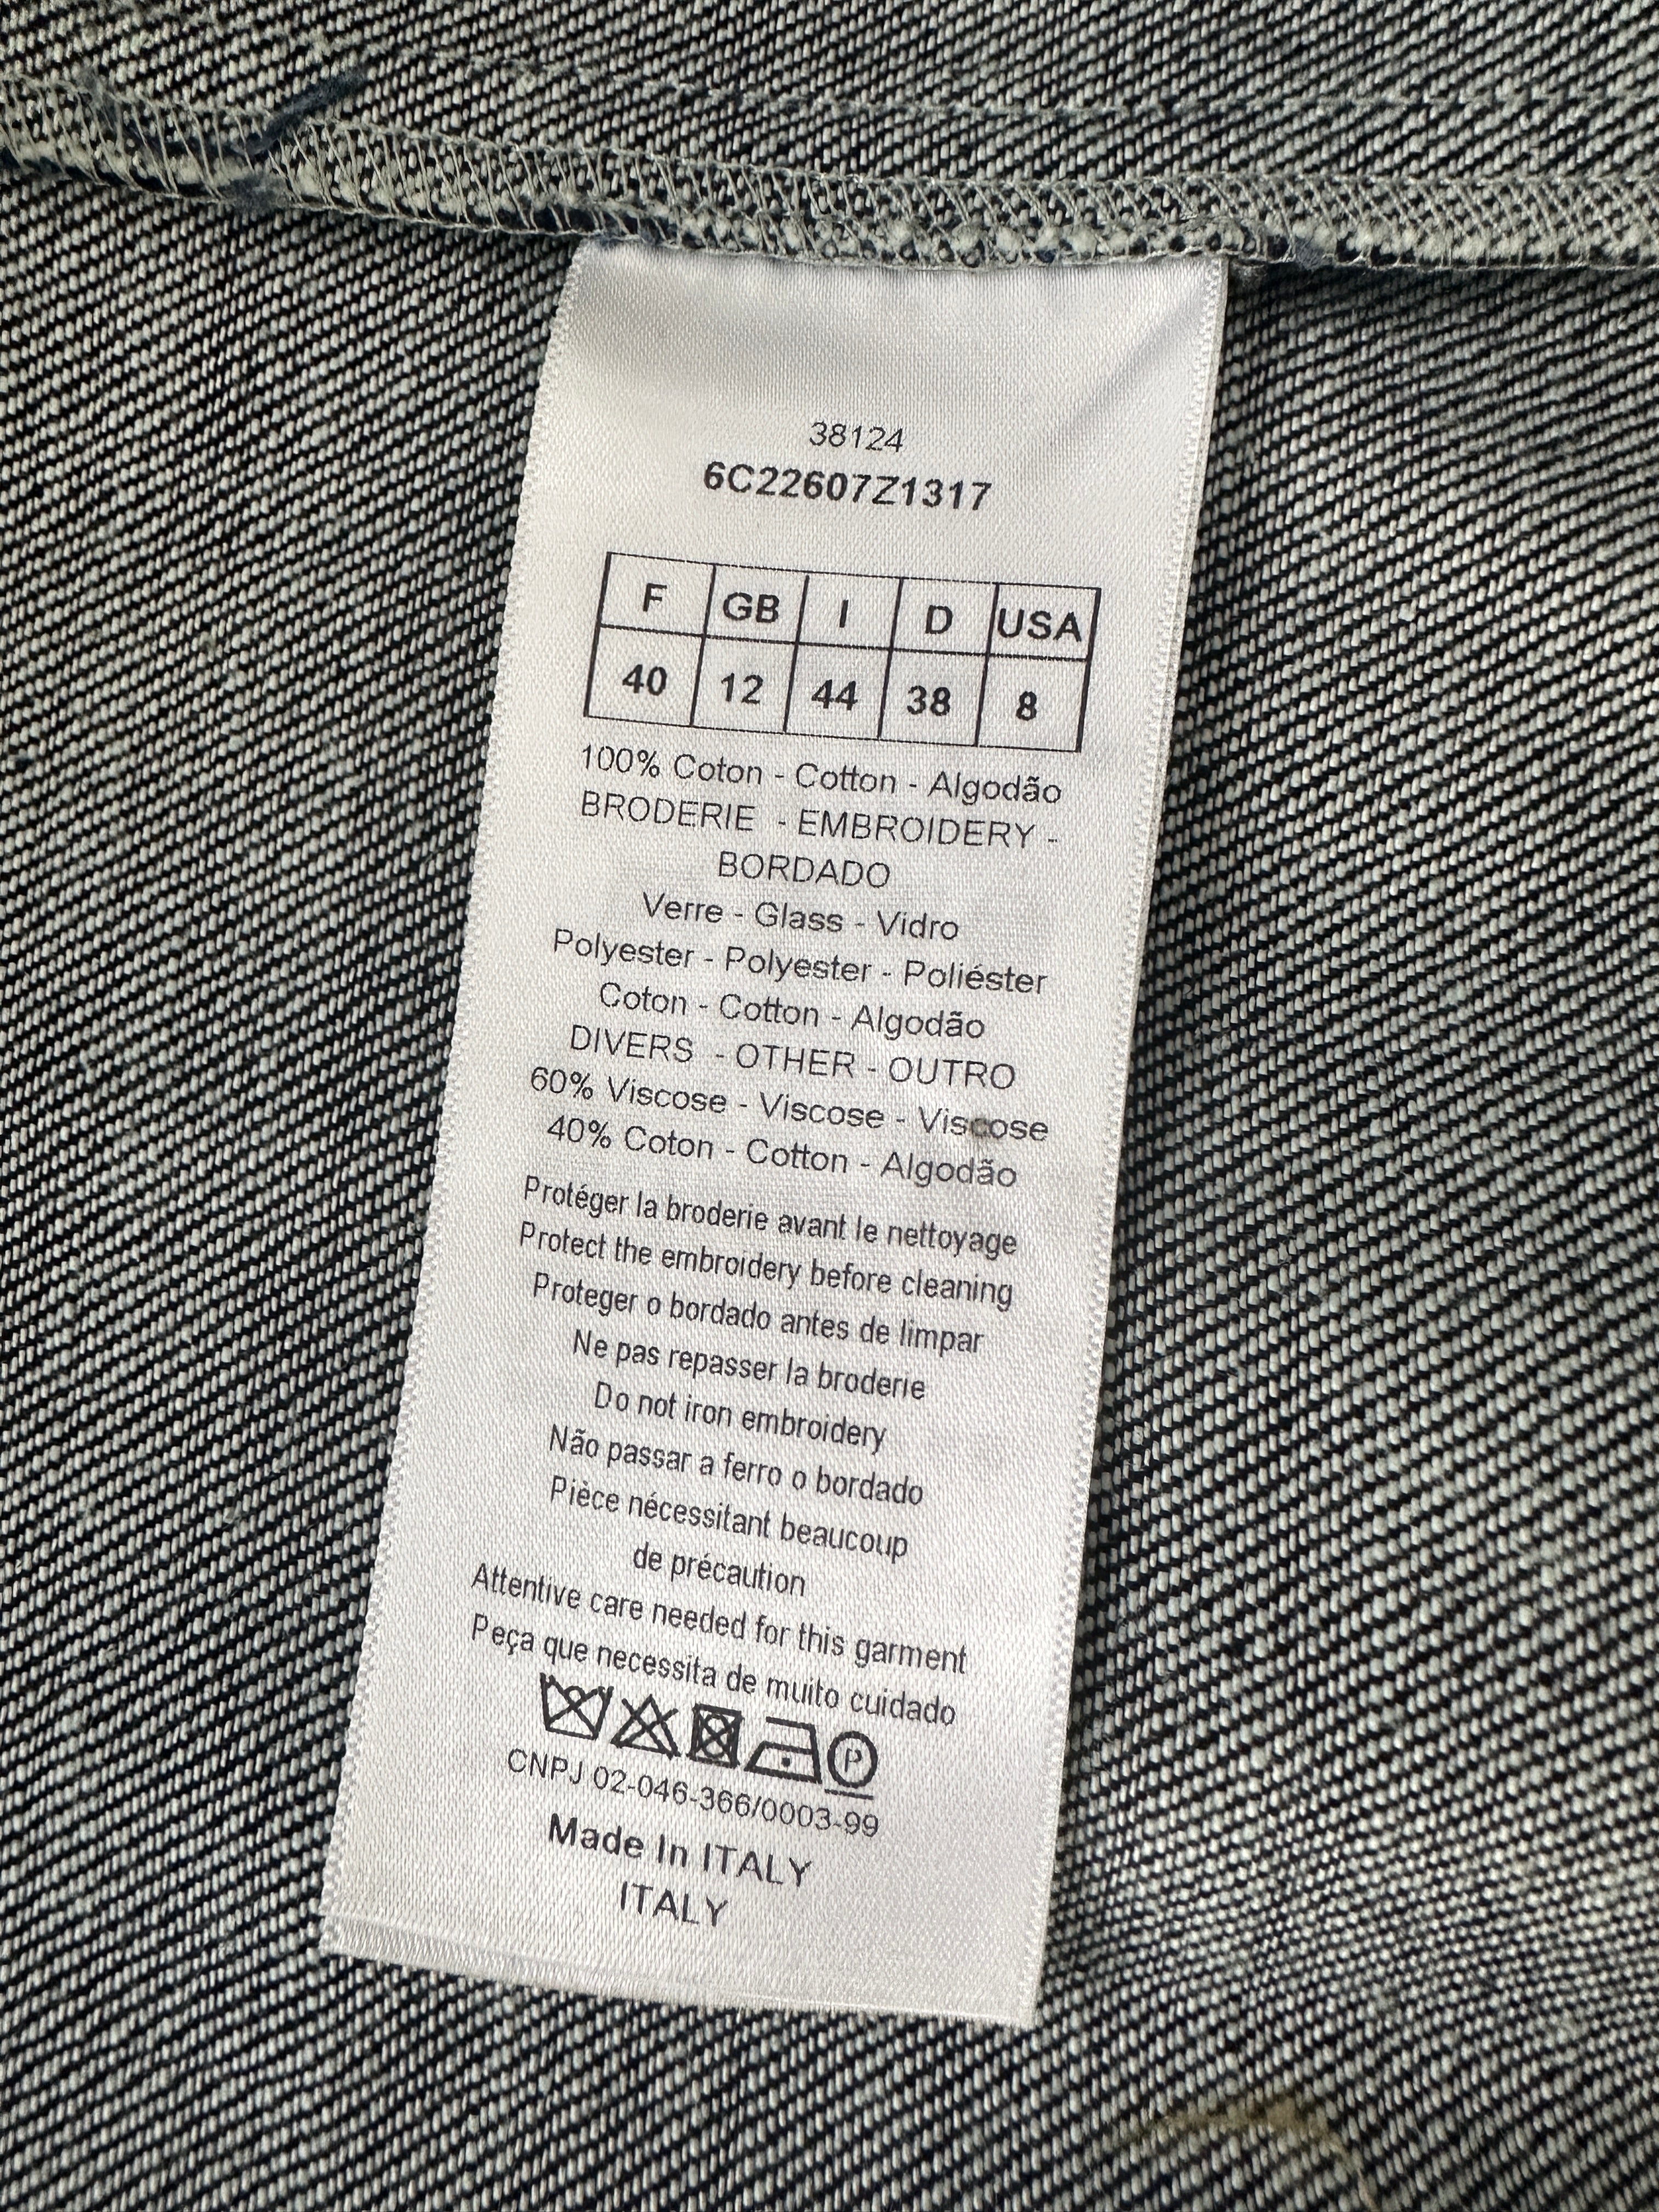 38124
6C22607Z1317
F GB I D USA
40 12 44 38 8
100% Coton - Cotton - Algodão
BRODERIE - EMBROIDERY -
BORDADO
Verre - Glass - Vidro
Polyester - Polyester - Poliéster
Coton - Cotton - Algodão
DIVERS - OTHER - OUTRO
60% Viscose - Viscose - Viscose
40% Coton - Cotton - Algodão
Protéger la broderie avant le nettoyage
Protect the embroidery before cleaning
Proteger o bordado antes de limpar
Ne pas repasser la broderie
Do not iron embroidery
Não passar a ferro o bordado
Pièce nécessitant beaucoup
de précaution
Attentive care needed for this garment
Peça que necessita de muito cuidado
P
CNPJ 02-046-366/0003-99
Made In ITALY
ITALY